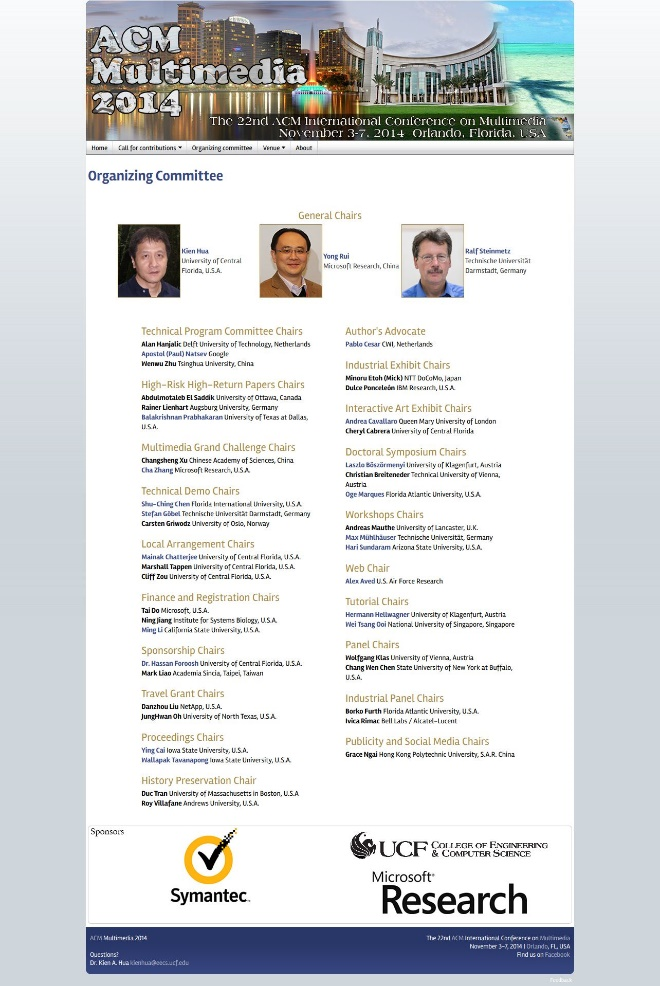 ACM
Multimedia
2014
The 22nd ACM International Conference on Multimedia
November 3-7, 2014 Orlando, Florida, USA
Home Call for contributions Organizing committee Venue About
Organizing Committee
General Chairs
Kien Hua
University of Central
Florida, U.S.A.
Yong Rui
Microsoft Research, China
Ralf Steinmetz
Technische Universität
Darmstadt, Germany
Technical Program Committee Chairs
Alan Hanjalic Delft University of Technology, Netherlands
Apostol (Paul) Natsev Google
Wenwu Zhu Tsinghua University, China
High-Risk High-Return Papers Chairs
Abdulmotaleb El Saddik University of Ottawa, Canada
Rainer Lienhart Augsburg University, Germany
Balakrishnan Prabhakaran University of Texas at Dallas,
U.S.A.
Multimedia Grand Challenge Chairs
Changsheng Xu Chinese Academy of Sciences, China
Cha Zhang Microsoft Research, U.S.A.
Technical Demo Chairs
Shu-Ching Chen Florida International University, U.S.A.
Stefan Göbel Technische Universität Darmstadt, Germany
Carsten Griwodz University of Oslo, Norway
Local Arrangement Chairs
Mainak Chatterjee University of Central Florida, U.S.A.
Marshall Tappen University of Central Florida, U.S.A.
Cliff Zou University of Central Florida, U.S.A.
Finance and Registration Chairs
Tai Do Microsoft, U.S.A.
Ning Jiang Institute for Systems Biology, U.S.A.
Ming Li California State University, U.S.A.
Sponsorship Chairs
Dr. Hassan Foroosh University of Central Florida, U.S.A.
Mark Liao Academia Sincia, Taipei, Taiwan
Travel Grant Chairs
Danzhou Liu NetApp, U.S.A.
JungHwan Oh University of North Texas, U.S.A.
Proceedings Chairs
Ying Cai Iowa State University, U.S.A.
Wallapak Tavanapong Iowa State University, U.S.A.
History Preservation Chair
Duc Tran University of Massachusetts in Boston, U.S.A
Roy Villafane Andrews University, U.S.A.
Author's Advocate
Pablo Cesar CWI, Netherlands
Industrial Exhibit Chairs
Minoru Etoh (Mick) NTT DoCoMo, Japan
Dulce Ponceleón IBM Research, U.S.A.
Interactive Art Exhibit Chairs
Andrea Cavallaro Queen Mary University of London
Cheryl Cabrera University of Central Florida
Doctoral Symposium Chairs
Laszlo Böszörmenyi University of Klagenfurt, Austria
Christian Breiteneder Technical University of Vienna,
Austria
Oge Marques Florida Atlantic University, U.S.A.
Workshops Chairs
Andreas Mauthe University of Lancaster, U.K.
Max Mühlhäuser Technische Universität, Germany
Hari Sundaram Arizona State University, U.S.A.
Web Chair
Alex Aved U.S. Air Force Research
Tutorial Chairs
Hermann Hellwagner University of Klagenfurt, Austria
Wei Tsang Ooi National University of Singapore, Singapore
Panel Chairs
Wolfgang Klas University of Vienna, Austria
Chang Wen Chen State University of New York at Buffalo,
U.S.A.
Industrial Panel Chairs
Borko Furth Florida Atlantic University, U.S.A.
Ivica Rimac Bell Labs / Alcatel-Lucent
Publicity and Social Media Chairs
Grace Ngai Hong Kong Polytechnic University, S.A.R. China
Sponsors
Symantec.
UCF College of Engineering
& Computer Science
Microsoft®
Research
ACM Multimedia 2014
Questions?
Dr. Kien A. Hua kienhua@eecs.ucf.edu
The 22nd ACM International Conference on Multimedia
November 3-7, 2014 | Orlando, FL, USA
Find us on Facebook
Feedback